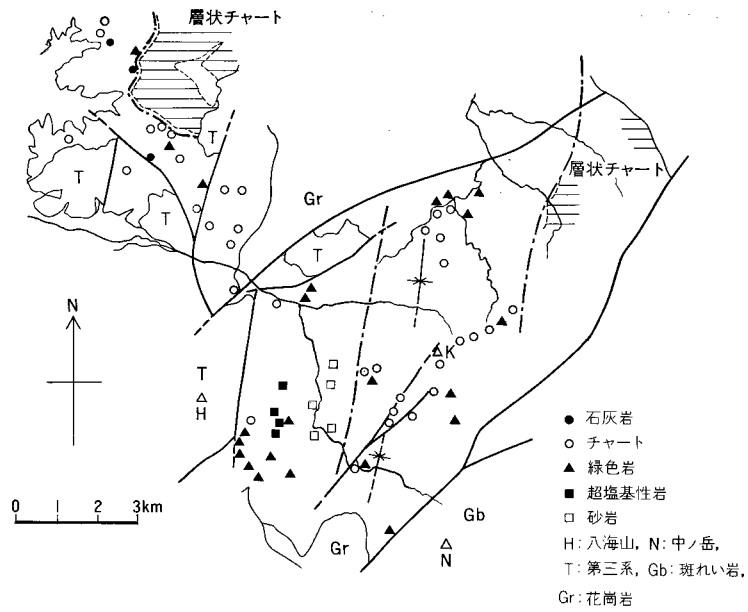 層状チャート
T
T
T
Gr
T
層状チャート
N
K
T
H
0 1 2 3km
Gb
Gr
N
● 石灰岩
○ チャート
▲ 緑色岩
■ 超塩基性岩
□ 砂岩
H:八海山, N:中ノ岳,
T:第三系, Gb:斑れい岩,
Gr:花崗岩